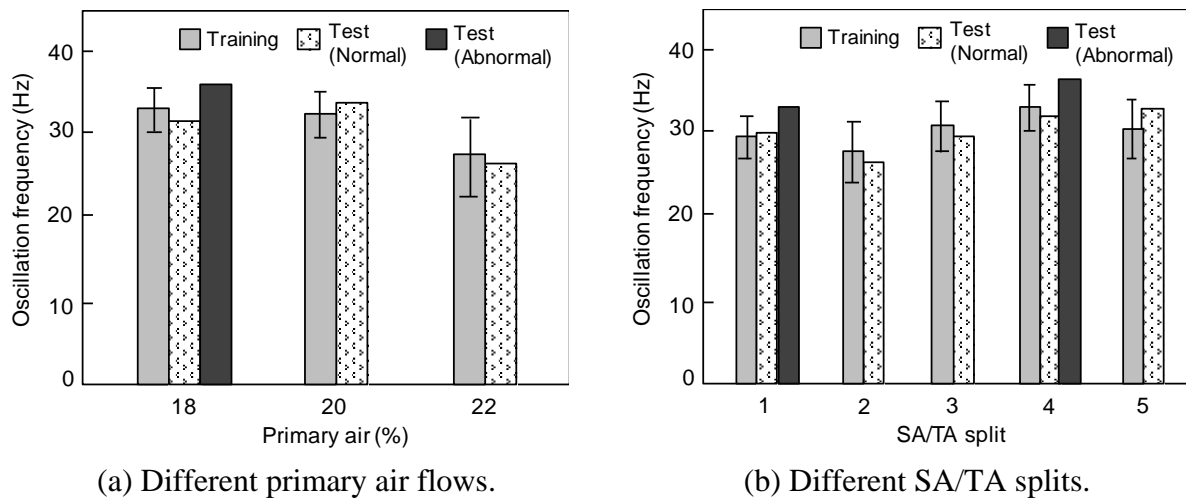 Training
Test
(Normal)
Test
(Abnormal)
Oscillation frequency (Hz)
40
30
20
10
0
18 20 22
Primary air (%)
(a) Different primary air flows.
Training
Test
(Normal)
Test
(Abnormal)
Oscillation frequency (Hz)
40
30
20
10
0
1 2 3 4 5
SA/TA split
(b) Different SA/TA splits.